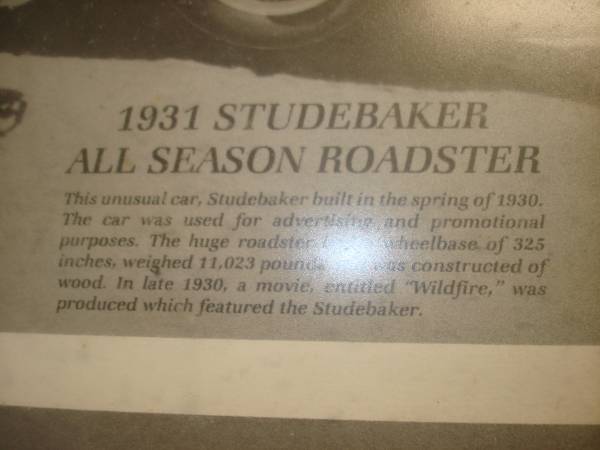 1931 STUDEBAKER
ALL SEASON ROADSTER
This unusual car, Studebaker built in the spring of 1930.
The car was used for advertising and promotional
purposes. The huge roadster wheelbase of 325
inches, weighed 11,023 pounds was constructed of
wood. In late 1930, a movie, entitled "Wildfire," was
produced which featured the Studebaker.